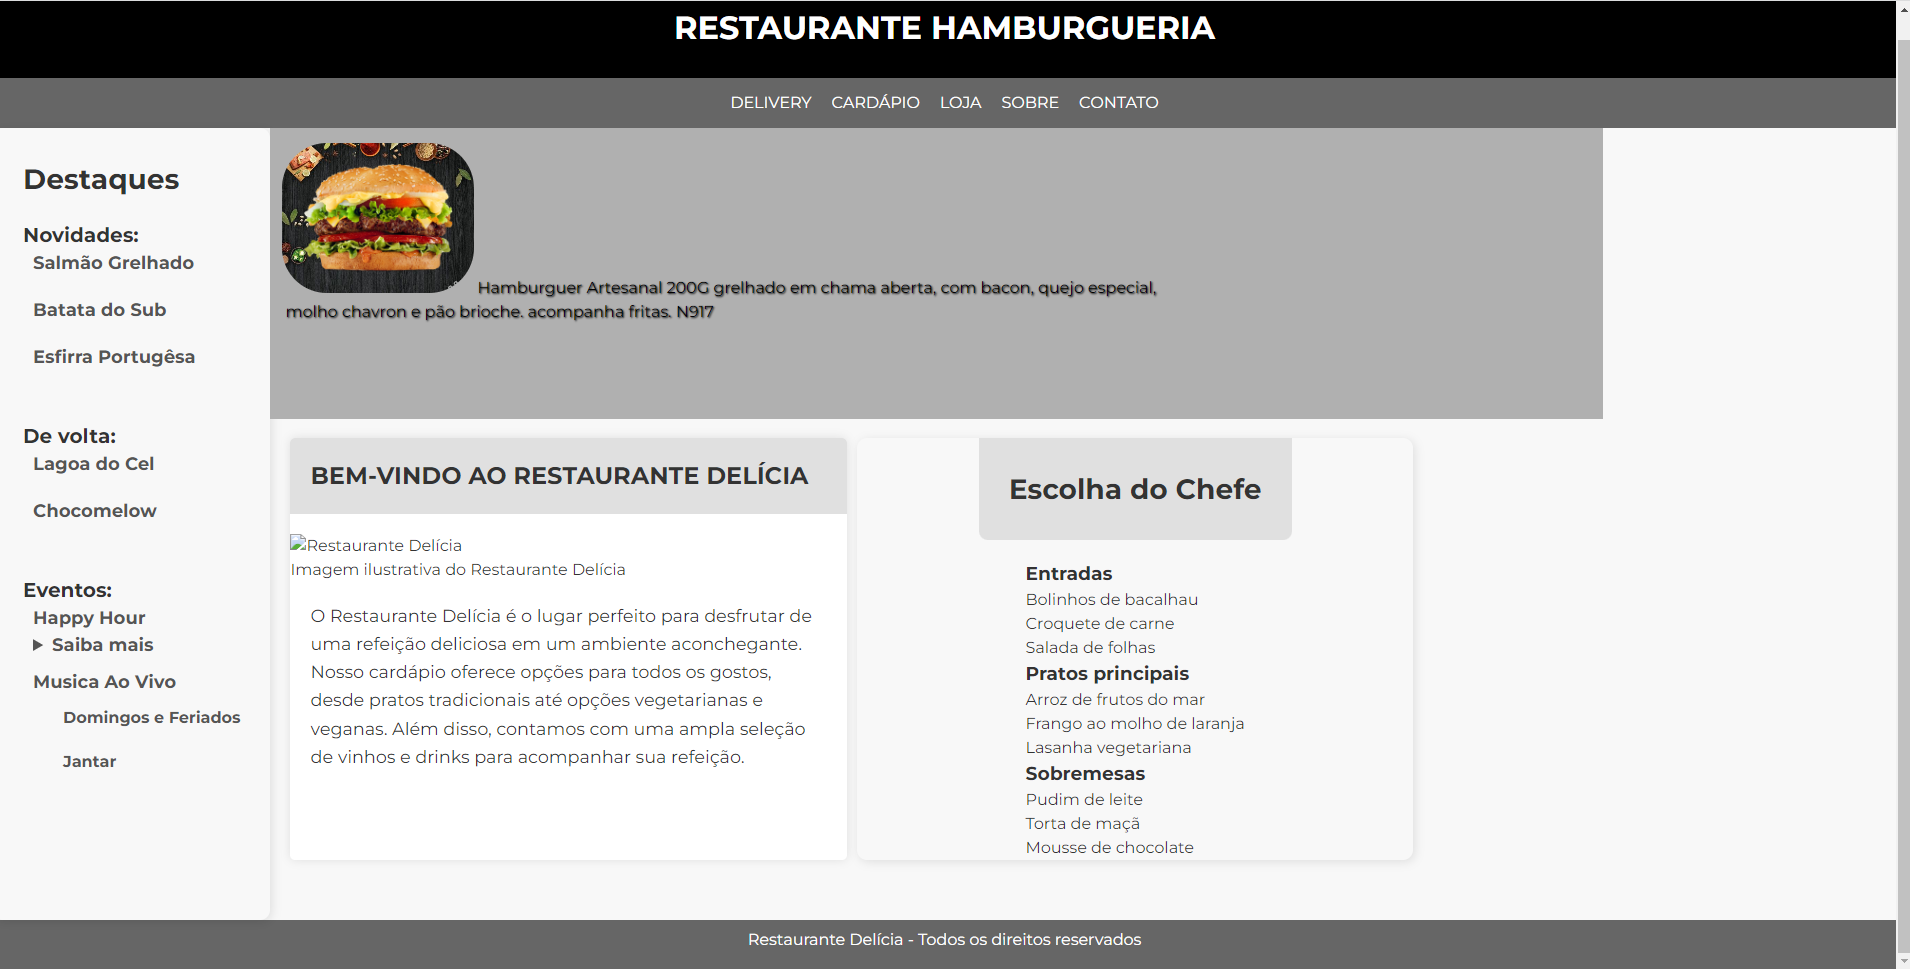 RESTAURANTE HAMBURGUERIA
DELIVERY CARDÁPIO LOJA SOBRE CONTATO
Destaques
Novidades:
Salmão Grelhado
Batata do Sub
Esfirra Portugêsa
De volta:
Lagoa do Cel
Chocomelow
Eventos:
Happy Hour
Saiba mais
Musica Ao Vivo
Domingos e Feriados
Jantar
Hamburguer Artesanal 200G grelhado em chama aberta, com bacon, quejo especial,
molho chavron e pão brioche. acompanha fritas. N917
BEM-VINDO AO RESTAURANTE DELÍCIA
Restaurante Delícia
Imagem ilustrativa do Restaurante Delícia
O Restaurante Delícia é o lugar perfeito para desfrutar de
uma refeição deliciosa em um ambiente aconchegante.
Nosso cardápio oferece opções para todos os gostos,
desde pratos tradicionais até opções vegetarianas e
veganas. Além disso, contamos com uma ampla seleção
de vinhos e drinks para acompanhar sua refeição.
Escolha do Chefe
Entradas
Bolinhos de bacalhau
Croquete de carne
Salada de folhas
Pratos principais
Arroz de frutos do mar
Frango ao molho de laranja
Lasanha vegetariana
Sobremesas
Pudim de leite
Torta de maçã
Mousse de chocolate
Restaurante Delícia - Todos os direitos reservados